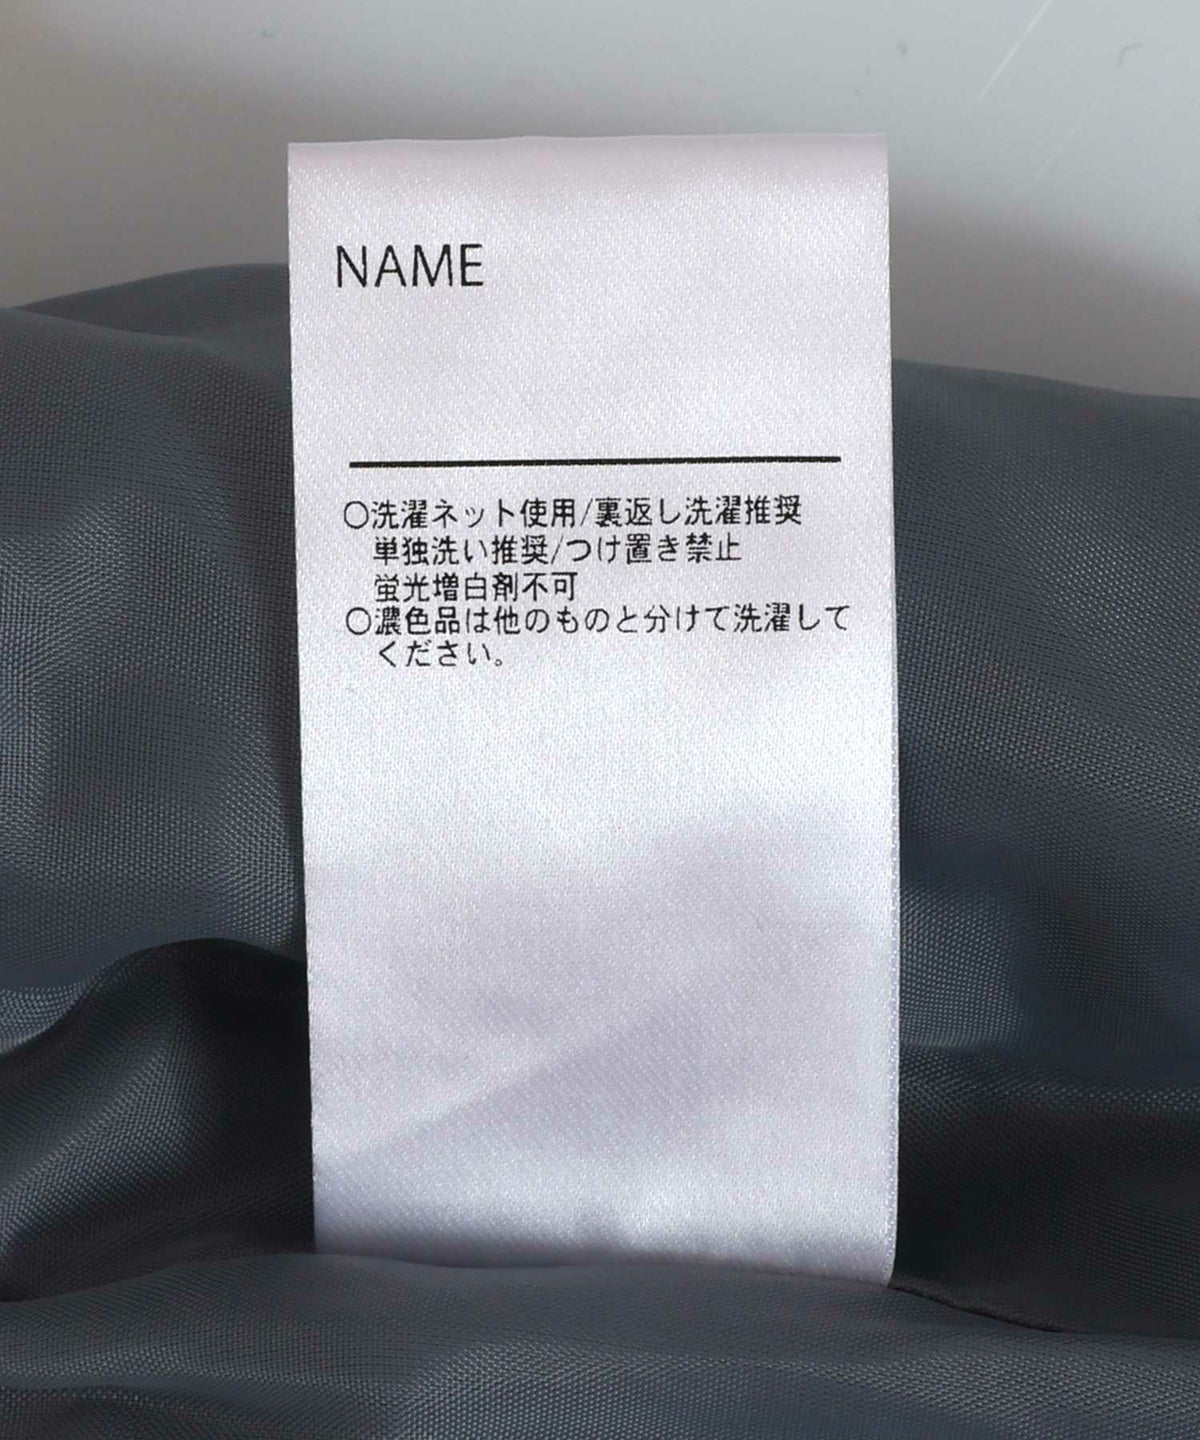 NAME
○洗濯ネット使用/裏返し洗濯推奨
単独洗い推奨/つけ置き禁止
蛍光増白剤不可
○濃色品は他のものと分けて洗濯して
ください。